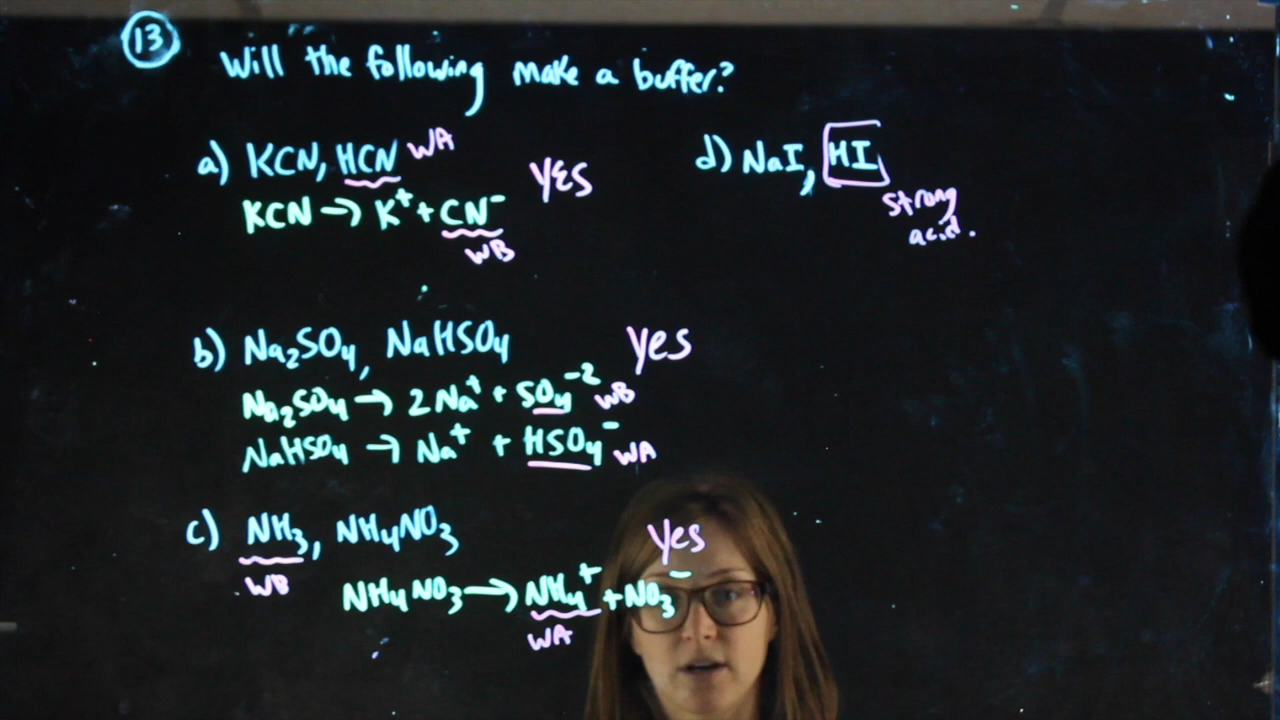 13
Will the following make a buffer?
a) KCN, HCN WA
YES
KCN → K⁺ + CN⁻
WB
b) Na₂SO₄, NaHSO₄
yes
Na₂SO₄ → 2Na⁺ + SO₄⁻² WB
NaHSO₄ → Na⁺ + HSO₄⁻ WA
c) NH₃, NH₄NO₃
yes
WB
NH₄NO₃ → NH₄⁺ + NO₃⁻
WA
d) NaI, HI
strong
acid.